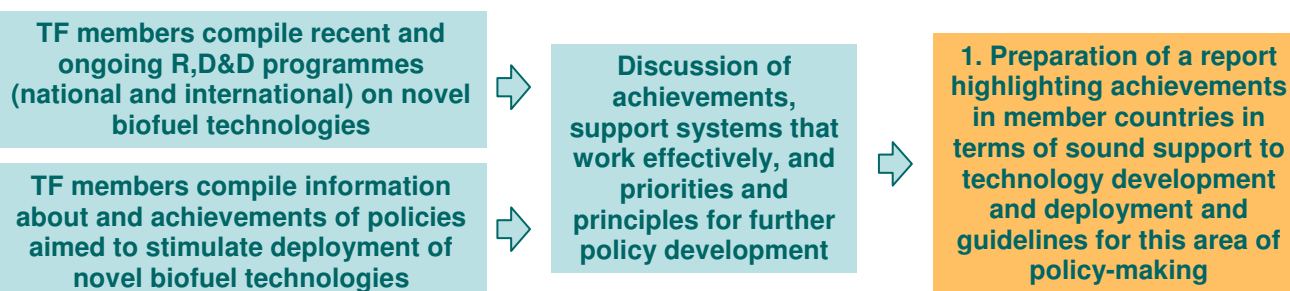 TF members compile recent and
ongoing R,D&D programmes
(national and international) on novel
biofuel technologies
TF members compile information
about and achievements of policies
aimed to stimulate deployment of
novel biofuel technologies
Discussion of
achievements,
support systems that
work effectively, and
priorities and
principles for further
policy development
1. Preparation of a report
highlighting achievements
in member countries in
terms of sound support to
technology development
and deployment and
guidelines for this area of
policy-making